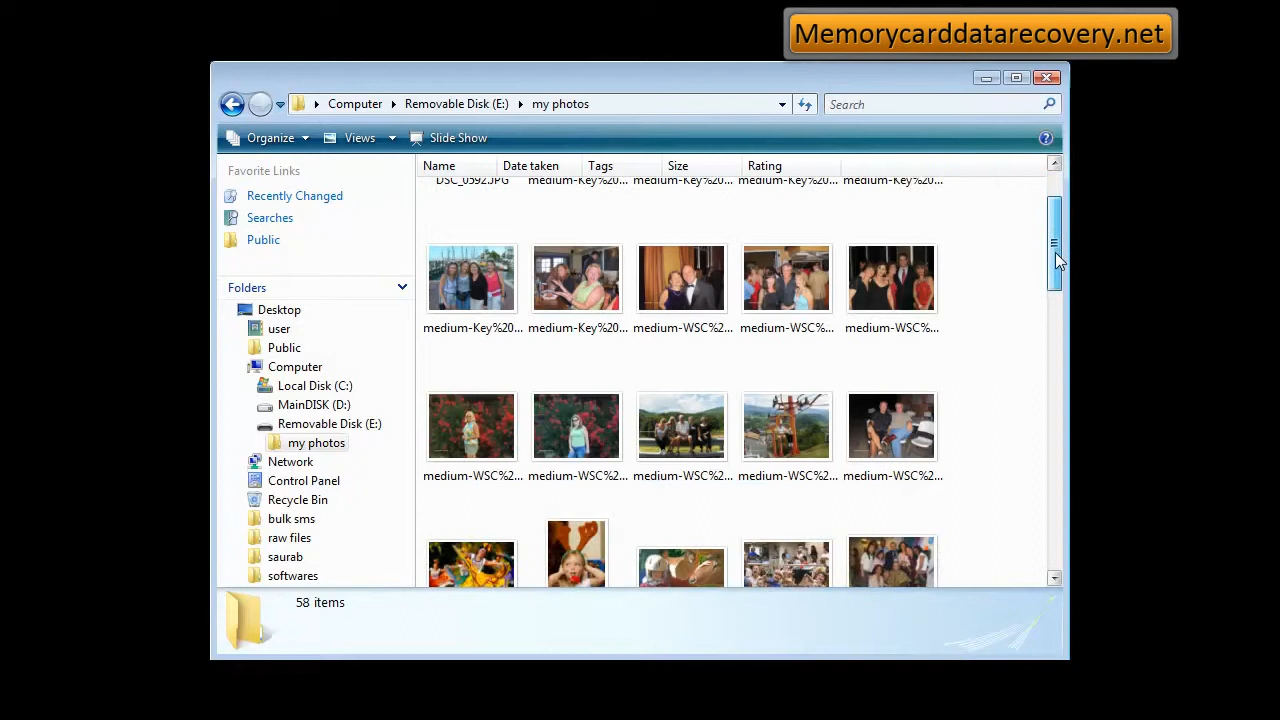 Memorycarddatarecovery.net
Computer Removable Disk (E:) my photos
Search
Organize Views Slide Show
Favorite Links
Recently Changed
Searches
Public
Folders
Desktop
user
Public
Computer
Local Disk (C:)
MainDISK (D:)
Removable Disk (E:)
my photos
Network
Control Panel
Recycle Bin
bulk sms
raw files
saurab
softwares
Name Date taken Tags Size Rating
DSC_0592.JPG medium-Key%20... medium-Key%20... medium-Key%20... medium-Key%20...
medium-Key%20... medium-Key%20... medium-WSC%2... medium-WSC%... medium-WSC%...
medium-WSC%2... medium-WSC%2... medium-WSC%2... medium-WSC%2... medium-WSC%2...
58 items